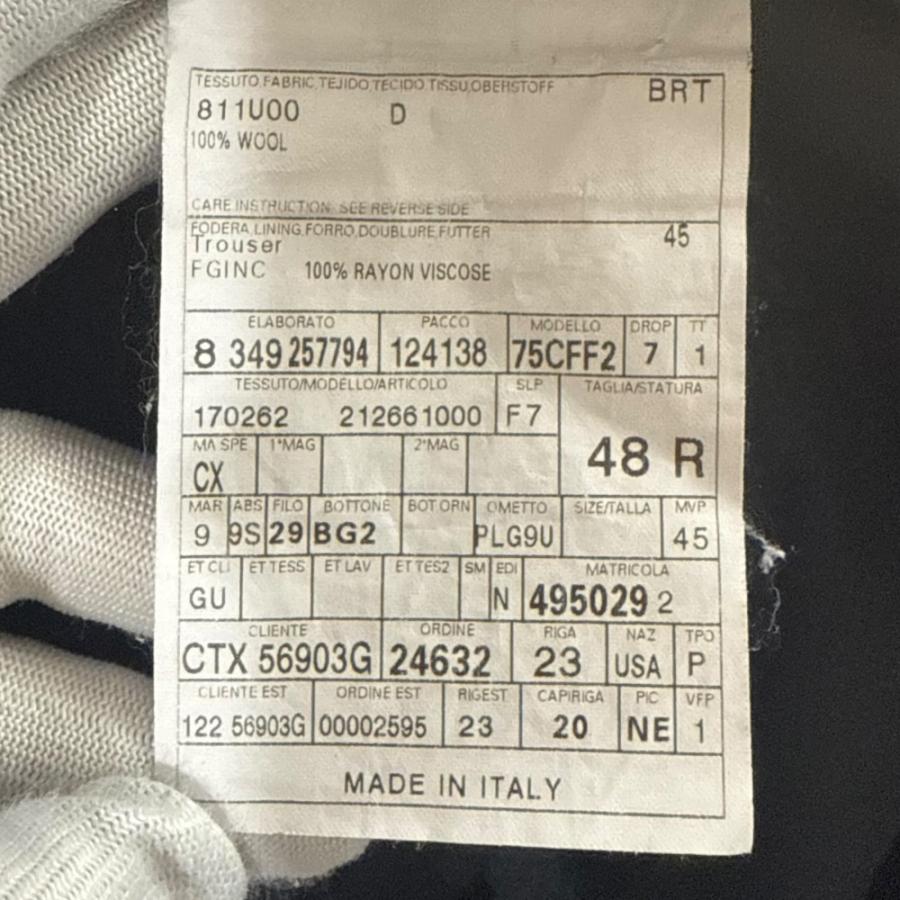 TESSUTO,FABRIC,TEJIDO,TECIDO,TISSU,OBERSTOFF BRT
811U00 D
100% WOOL
CARE INSTRUCTION: SEE REVERSE SIDE
FODERA,LINING,FORRO,DOUBLURE,FUTTER 45
Trouser
FGINC 100% RAYON VISCOSE
ELABORATO PACCO MODELLO DROP TT
8 349 257794 124138 75CFF2 7 1
TESSUTO/MODELLO/ARTICOLO SLP TAGLIA/STATURA
170262 212661000 F7
48 R
MA SPE 1°MAG 2°MAG
CX
MAR ABS FILO BOTTONE BOT ORN OMETTO SIZE/TALLA MVP
9 9S 29 BG2 PLG9U 45
ET CLI ET TESS ET LAV ET TES2 SM EDI MATRICOLA
GU N 495029 2
CLIENTE ORDINE RIGA NAZ TPO
CTX 56903G 24632 23 USA P
CLIENTE EST ORDINE EST RIGEST CAPIRIGA PIC VFP
122 56903G 00002595 23 20 NE 1
MADE IN ITALY